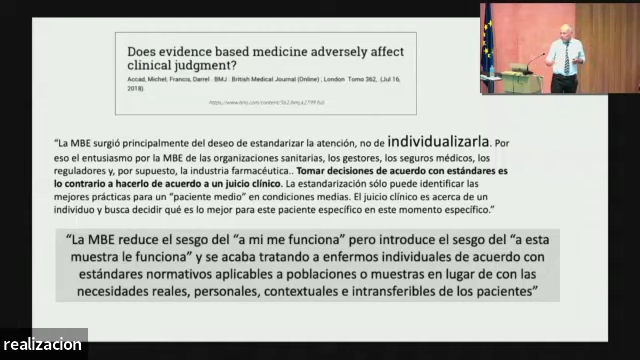 Does evidence based medicine adversely affect
clinical judgment?
Accad, Michel; Francis, Darrel. BMJ : British Medical Journal (Online) ; London Tomo 362, (Jul 16,
2018).
“La MBE surgió principalmente del deseo de estandarizar la atención, no de individualizarla. Por
eso el entusiasmo por la MBE de las organizaciones sanitarias, los gestores, los seguros médicos, los
reguladores y, por supuesto, la industria farmacéutica.. Tomar decisiones de acuerdo con estándares es
lo contrario a hacerlo de acuerdo a un juicio clínico. La estandarización sólo puede identificar las
mejores prácticas para un “paciente medio” en condiciones medias. El juicio clínico es acerca de un
individuo y busca decidir qué es lo mejor para este paciente específico en este momento específico.”
“La MBE reduce el sesgo del “a mi me funciona” pero introduce el sesgo del “a esta
muestra le funciona” y se acaba tratando a enfermos individuales de acuerdo con
estándares normativos aplicables a poblaciones o muestras en lugar de con las
necesidades reales, personales, contextuales e intransferibles de los pacientes”
realizacion